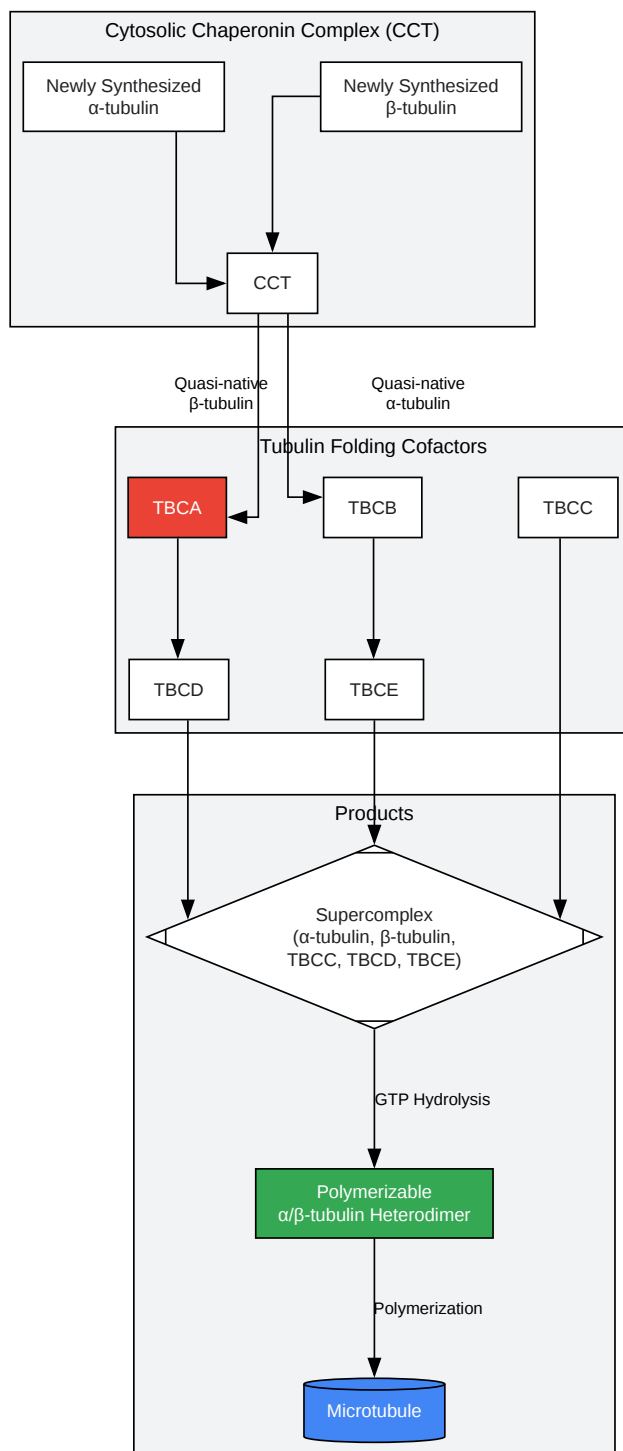 Cytosolic Chaperonin Complex (CCT)
Newly Synthesized
α-tubulin
Newly Synthesized
β-tubulin
CCT
Quasi-native
β-tubulin
Quasi-native
α-tubulin
Tubulin Folding Cofactors
TBCA
TBCB
TBCC
TBCD
TBCE
Products
Supercomplex
(α-tubulin, β-tubulin,
TBCC, TBCD, TBCE)
GTP Hydrolysis
Polymerizable
α/β-tubulin Heterodimer
Polymerization
Microtubule